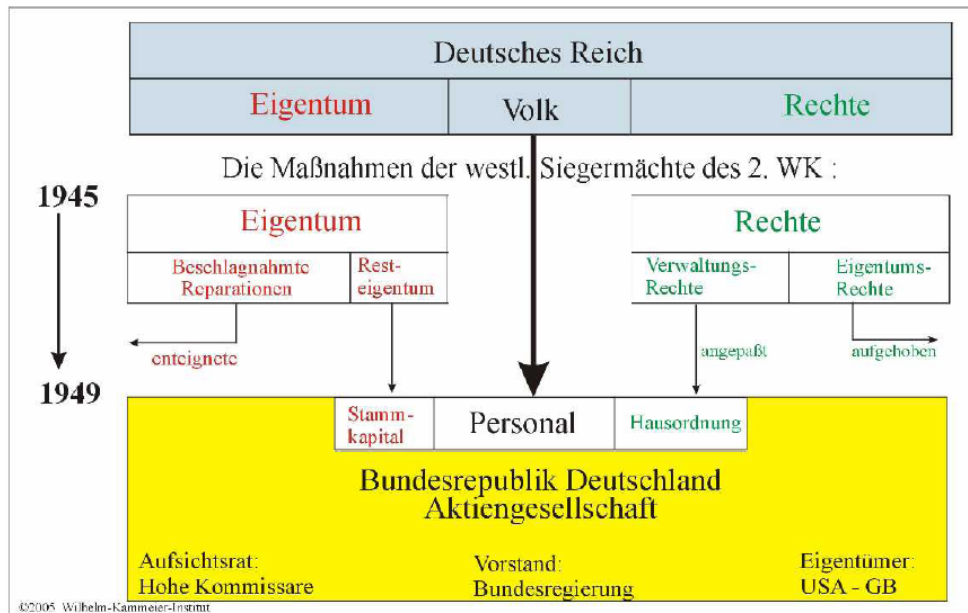 Deutsches Reich
Eigentum Volk Rechte
Die Maßnahmen der westl. Siegermächte des 2. WK :
1945
Eigentum
Rechte
Beschlagnahmte
Reparationen
Rest-
eigentum
Verwaltungs-
Rechte
Eigentums-
Rechte
enteignete
angepaßt
aufgehoben
1949
Stamm-
kapital
Personal
Hausordnung
Bundesrepublik Deutschland
Aktiengesellschaft
Aufsichtsrat:
Hohe Kommissare
Vorstand:
Bundesregierung
Eigentümer:
USA - GB
©2005 Wilhelm-Kammeier-Institut